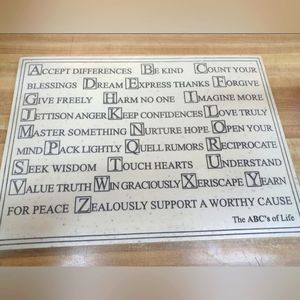 ACCEPT DIFFERENCES BE KIND COUNT YOUR
BLESSINGS DREAM EXPRESS THANKS FORGIVE
GIVE FREELY HARM NO ONE IMAGINE MORE
JETTISON ANGER KEEP CONFIDENCES LOVE TRULY
MASTER SOMETHING NURTURE HOPE OPEN YOUR
MIND PACK LIGHTLY QUELL RUMORS RECIPROCATE
SEEK WISDOM TOUCH HEARTS UNDERSTAND
VALUE TRUTH WIN GRACIOUSLY XERISCAPE YEARN
FOR PEACE ZEALOUSLY SUPPORT A WORTHY CAUSE
The ABC's of Life